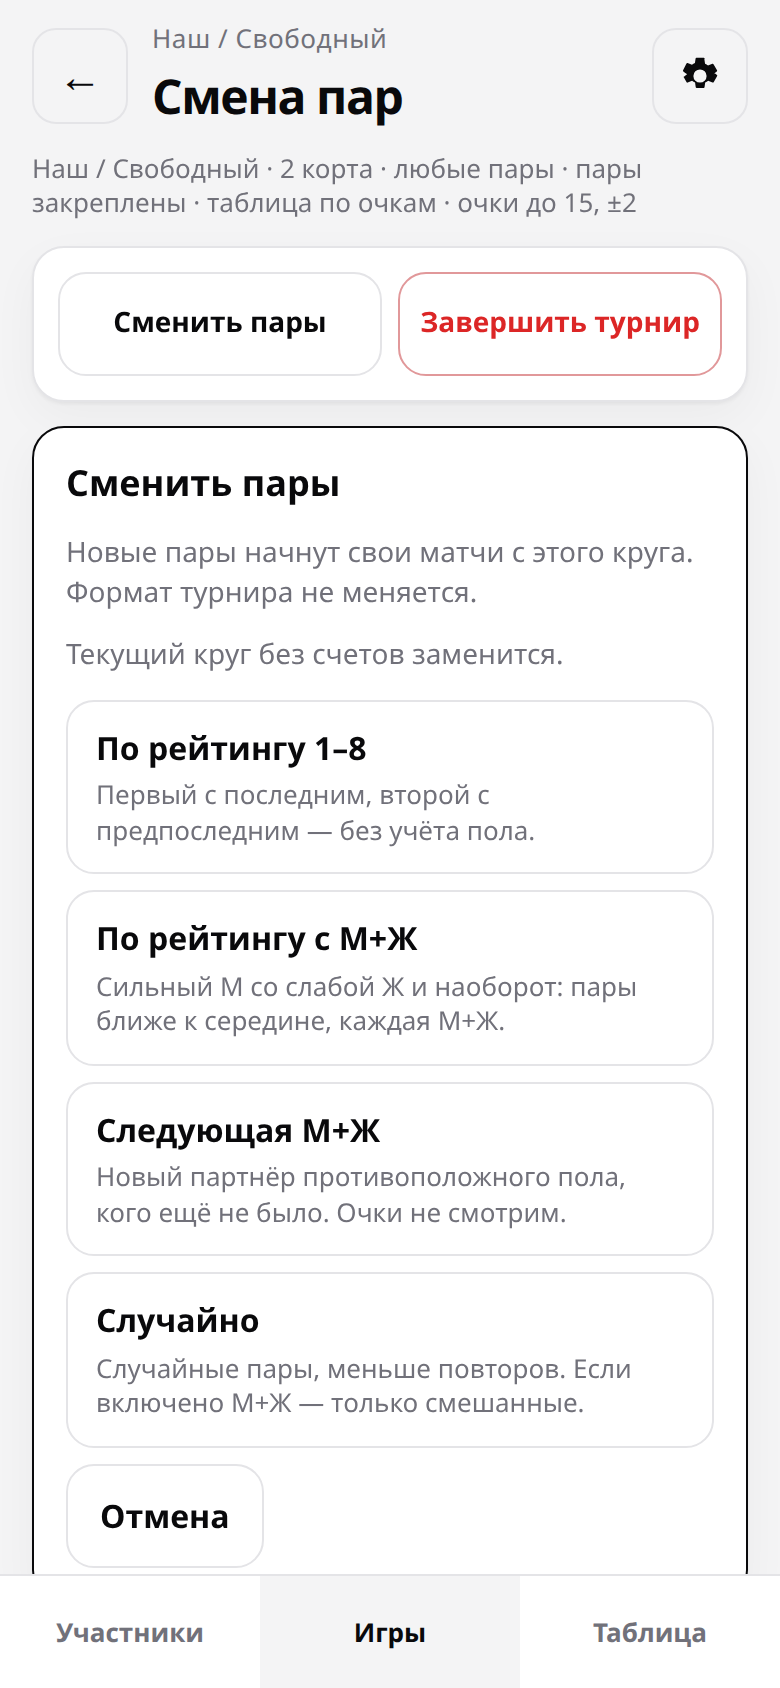 ←
Наш / Свободный
Смена пар
Наш / Свободный · 2 корта · любые пары · пары
закреплены · таблица по очкам · очки до 15, ±2
Сменить пары
Завершить турнир
Сменить пары
Новые пары начнут свои матчи с этого круга.
Формат турнира не меняется.
Текущий круг без счетов заменится.
По рейтингу 1–8
Первый с последним, второй с
предпоследним — без учёта пола.
По рейтингу с М+Ж
Сильный М со слабой Ж и наоборот: пары
ближе к середине, каждая М+Ж.
Следующая М+Ж
Новый партнёр противоположного пола,
кого ещё не было. Очки не смотрим.
Случайно
Случайные пары, меньше повторов. Если
включено М+Ж — только смешанные.
Отмена
Участники
Игры
Таблица